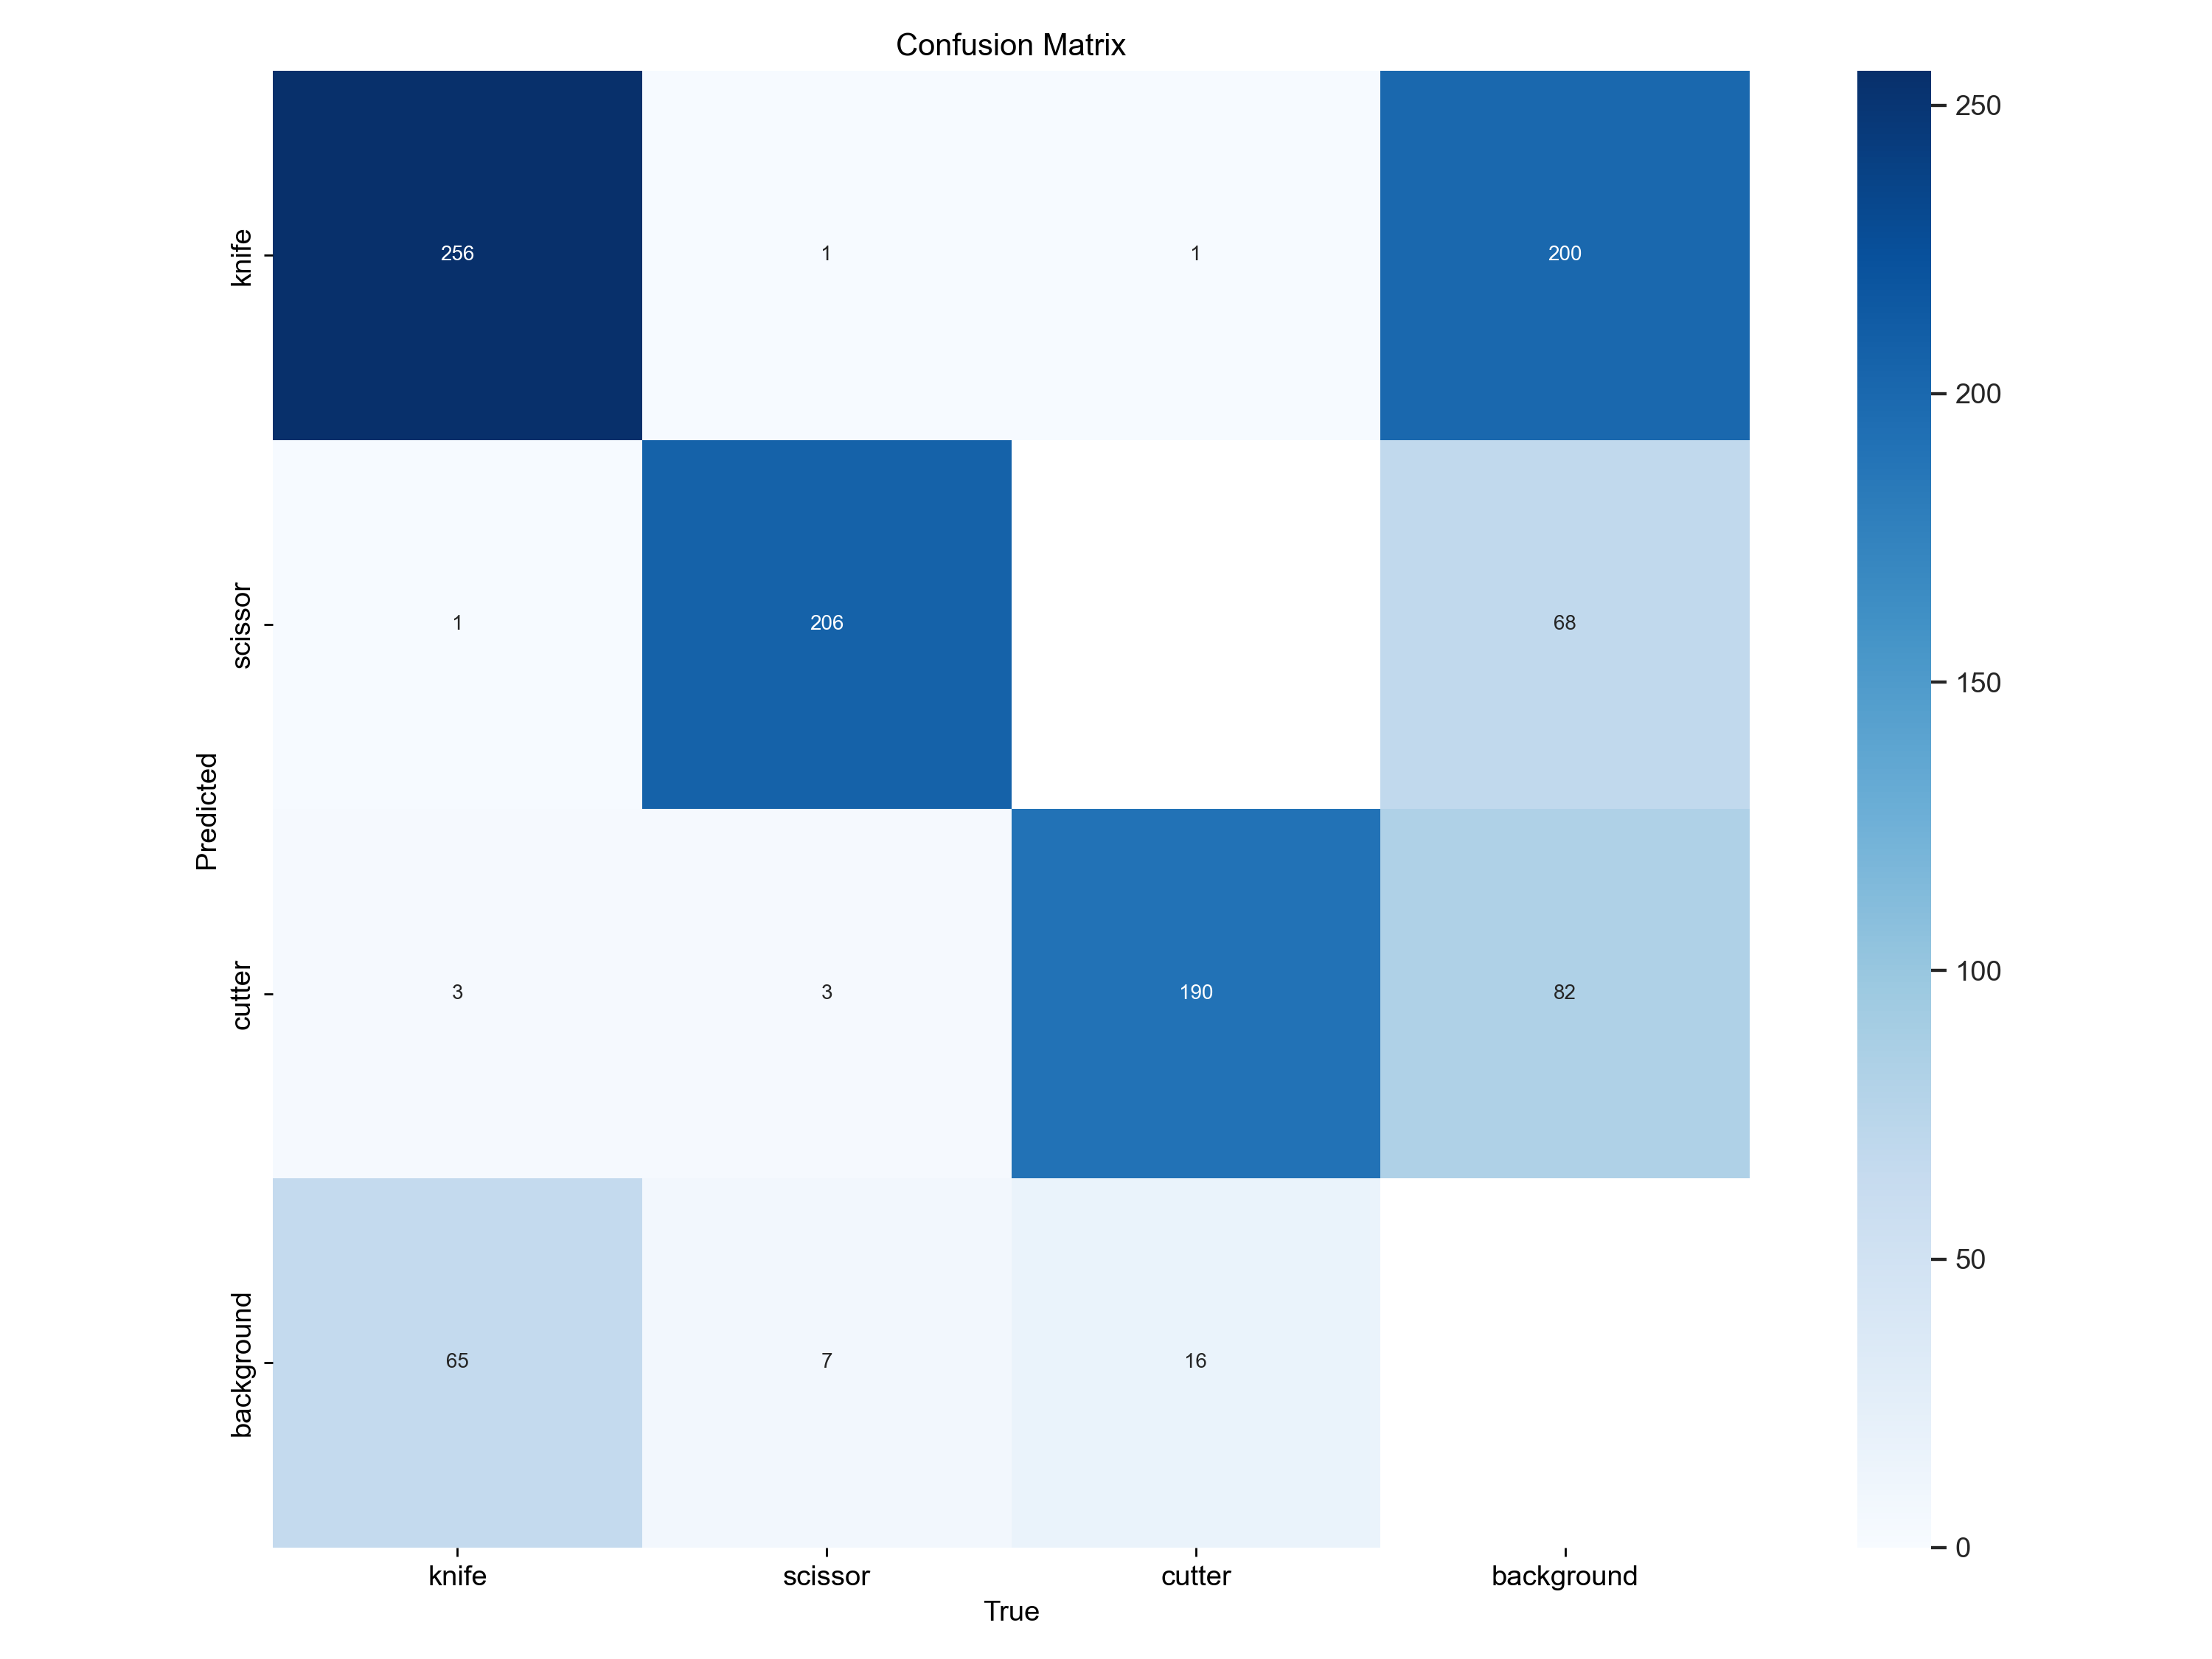 Confusion Matrix
knife
256
1
1
200
250
200
150
100
50
0
scissor
1
206
68
Predicted
cutter
3
3
190
82
background
65
7
16
knife
scissor
cutter
background
True